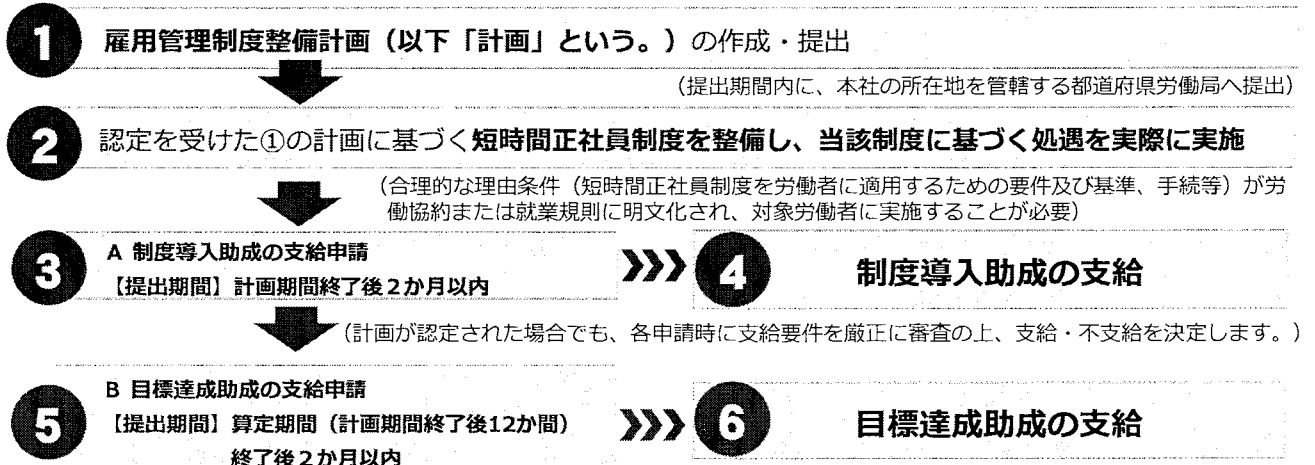 1 雇用管理制度整備計画（以下「計画」という。）の作成・提出
（提出期間内に、本社の所在地を管轄する都道府県労働局へ提出）
2 認定を受けた①の計画に基づく短時間正社員制度を整備し、当該制度に基づく処遇を実際に実施
（合理的な理由条件（短時間正社員制度を労働者に適用するための要件及び基準、手続等）が労
働協約または就業規則に明文化され、対象労働者に実施することが必要）
3 A 制度導入助成の支給申請
【提出期間】計画期間終了後２か月以内
4 制度導入助成の支給
（計画が認定された場合でも、各申請時に支給要件を厳正に審査の上、支給・不支給を決定します。）
5 B 目標達成助成の支給申請
【提出期間】算定期間（計画期間終了後12か間）
終了後２か月以内
6 目標達成助成の支給